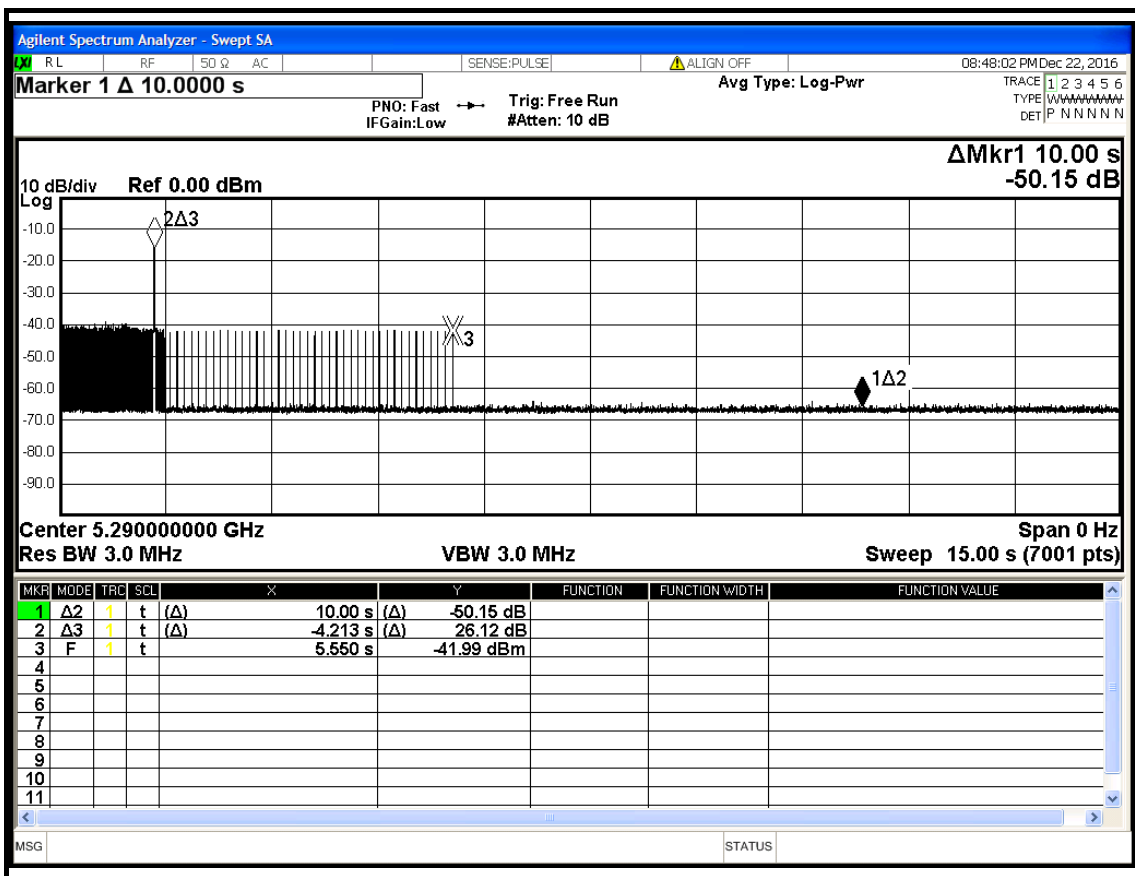 Agilent Spectrum Analyzer - Swept SA
LXI RL RF 50 Ω AC SENSE:PULSE ALIGN OFF 08:48:02 PM Dec 22, 2016
Marker 1 Δ 10.0000 s
PNO: Fast
IFGain:Low
Trig: Free Run
#Atten: 10 dB
Avg Type: Log-Pwr
TRACE 1 2 3 4 5 6
TYPE WWWWWW
DET P N N N N N
ΔMkr1 10.00 s
-50.15 dB
10 dB/div Ref 0.00 dBm
Log
-10.0
-20.0
-30.0
-40.0
-50.0
-60.0
-70.0
-80.0
-90.0
2Δ3
3
1Δ2
Center 5.290000000 GHz Span 0 Hz
Res BW 3.0 MHz VBW 3.0 MHz Sweep 15.00 s (7001 pts)
MKR MODE TRC SCL X Y FUNCTION FUNCTION WIDTH FUNCTION VALUE
1 Δ2 1 t (Δ) 10.00 s (Δ) -50.15 dB
2 Δ3 1 t (Δ) -4.213 s (Δ) 26.12 dB
3 F 1 t 5.550 s -41.99 dBm
4
5
6
7
8
9
10
11
MSG STATUS